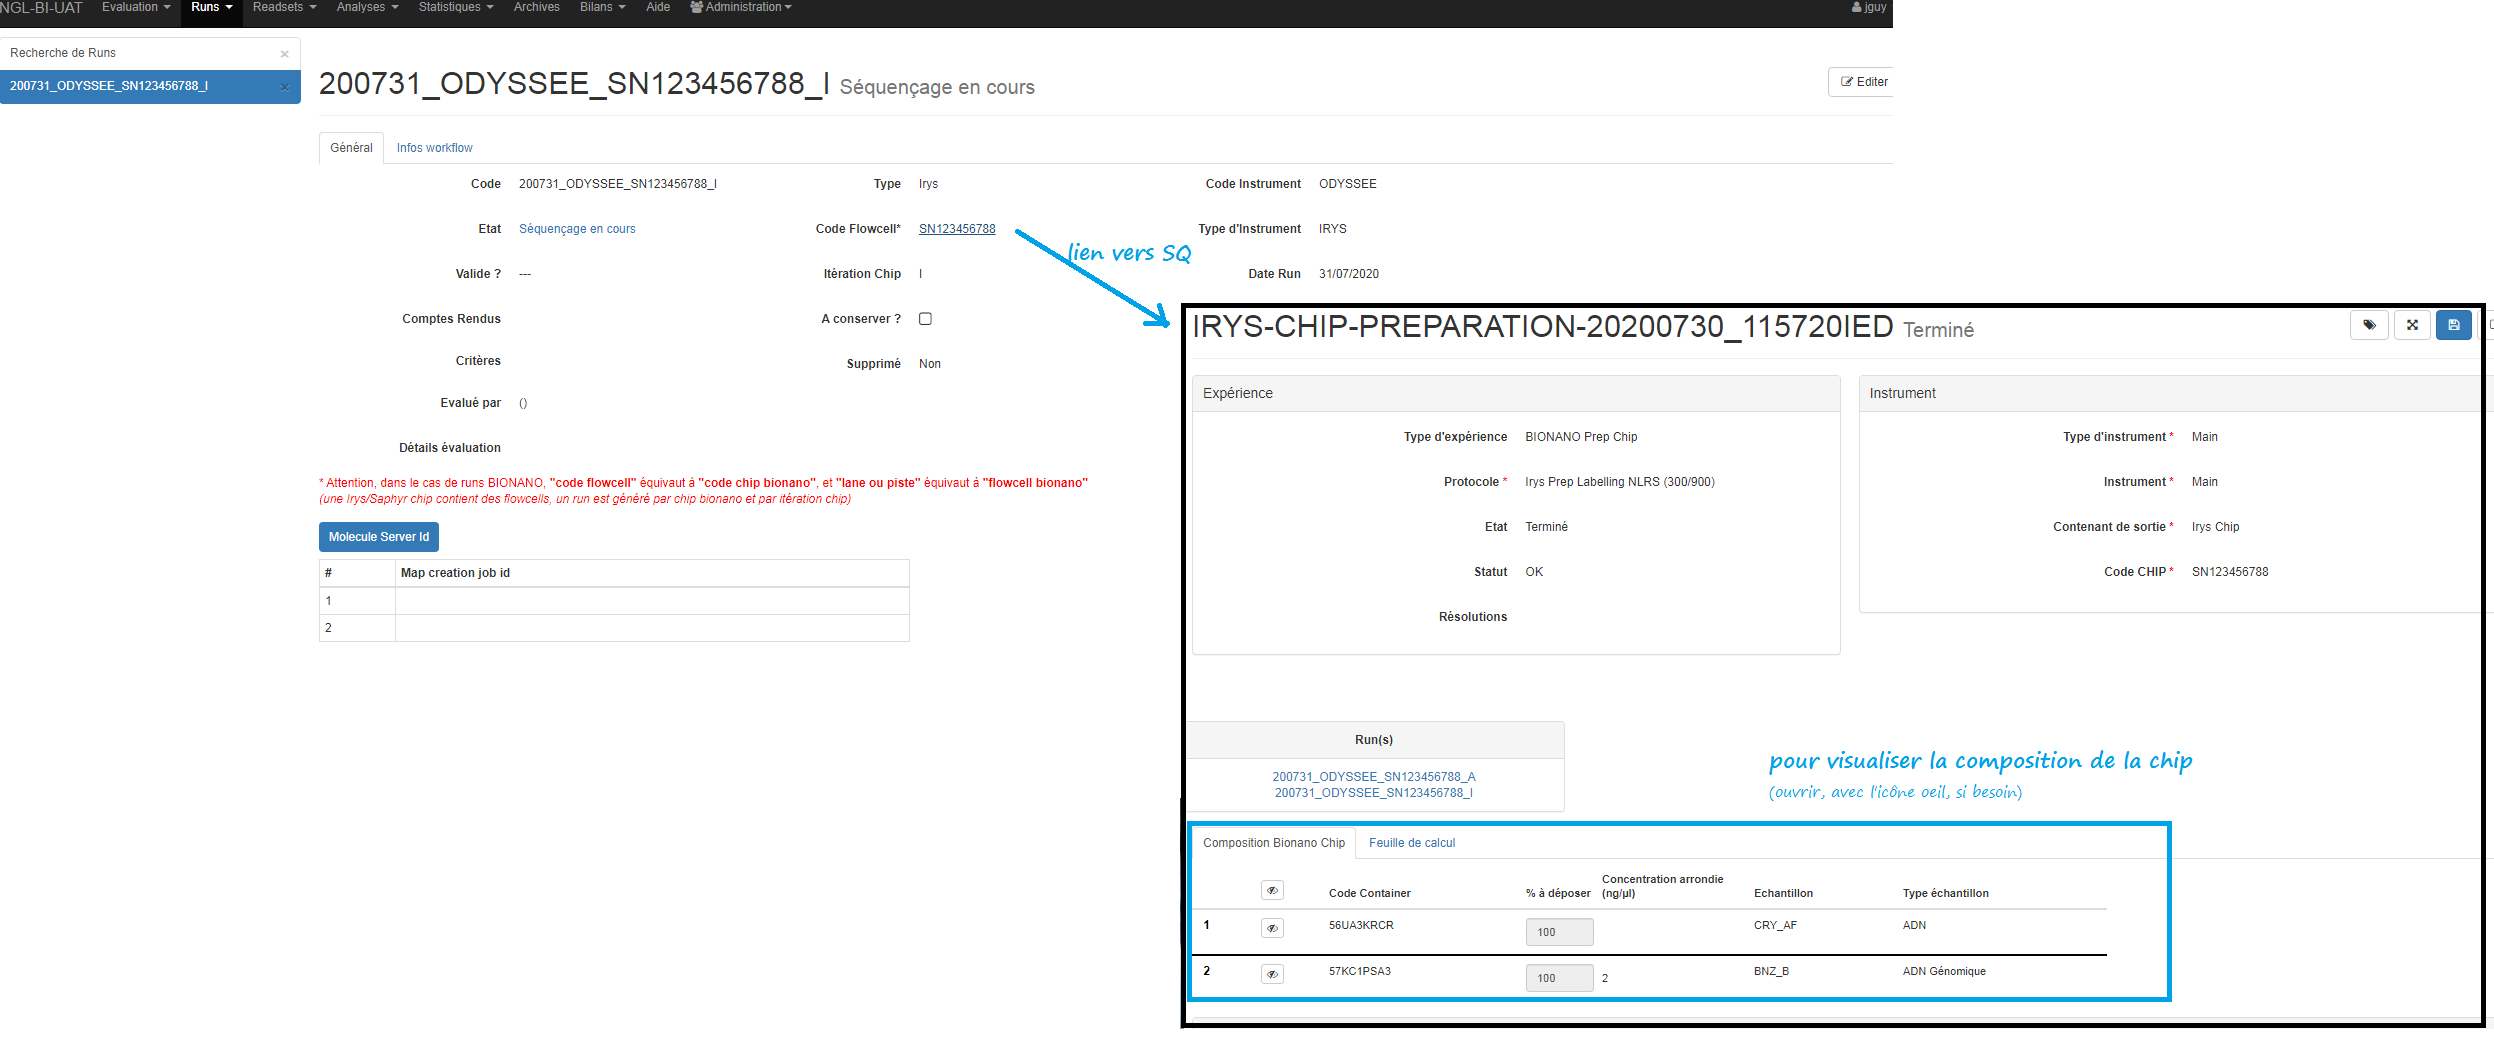 NGL-BI-UAT Evaluation Runs Readsets Analyses Statistiques Archives Bilans Aide Administration jguy
Recherche de Runs ×
200731_ODYSSEE_SN123456788_I ×
200731_ODYSSEE_SN123456788_I Séquençage en cours
Editer
Général Infos workflow
Code 200731_ODYSSEE_SN123456788_I Type Irys Code Instrument ODYSSEE
Etat Séquençage en cours Code Flowcell* SN123456788 Type d'Instrument IRYS
lien vers SQ
Valide ? --- Itération Chip I Date Run 31/07/2020
Comptes Rendus A conserver ?
Critères Supprimé Non
Evalué par ()
Détails évaluation
* Attention, dans le cas de runs BIONANO, "code flowcell" équivaut à "code chip bionano", et "lane ou piste" équivaut à "flowcell bionano"
(une Irys/Saphyr chip contient des flowcells, un run est généré par chip bionano et par itération chip)
Molecule Server Id
# Map creation job id
1
2
IRYS-CHIP-PREPARATION-20200730_115720IED Terminé
Expérience
Type d'expérience BIONANO Prep Chip
Protocole * Irys Prep Labelling NLRS (300/900)
Etat Terminé
Statut OK
Résolutions
Instrument
Type d'instrument * Main
Instrument * Main
Contenant de sortie * Irys Chip
Code CHIP * SN123456788
Run(s)
200731_ODYSSEE_SN123456788_A
200731_ODYSSEE_SN123456788_I
pour visualiser la composition de la chip
(ouvrir, avec l'icône oeil, si besoin)
Composition Bionano Chip Feuille de calcul
Code Container % à déposer Concentration arrondie (ng/µl) Echantillon Type échantillon
1 56UA3KRCR 100 CRY_AF ADN
2 57KC1PSA3 100 2 BNZ_B ADN Génomique